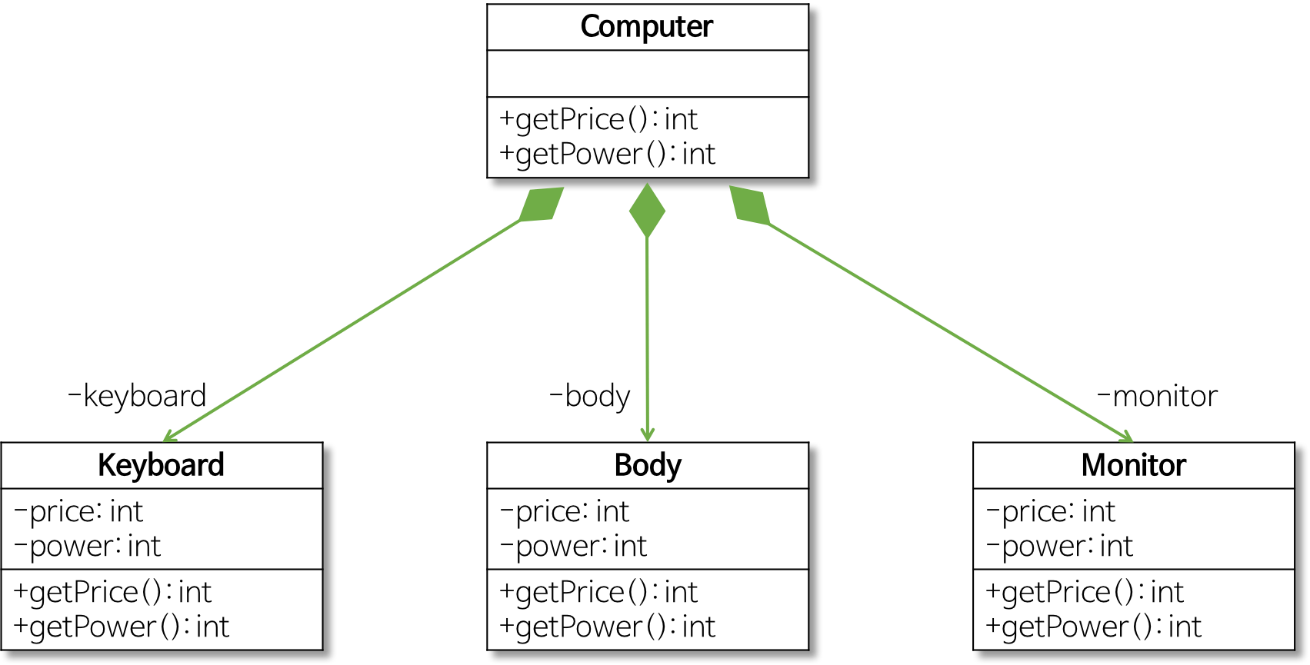 Computer
+getPrice():int
+getPower():int
-keyboard
-body
-monitor
Keyboard
-price:int
-power:int
+getPrice():int
+getPower():int
Body
-price:int
-power:int
+getPrice():int
+getPower():int
Monitor
-price:int
-power:int
+getPrice():int
+getPower():int